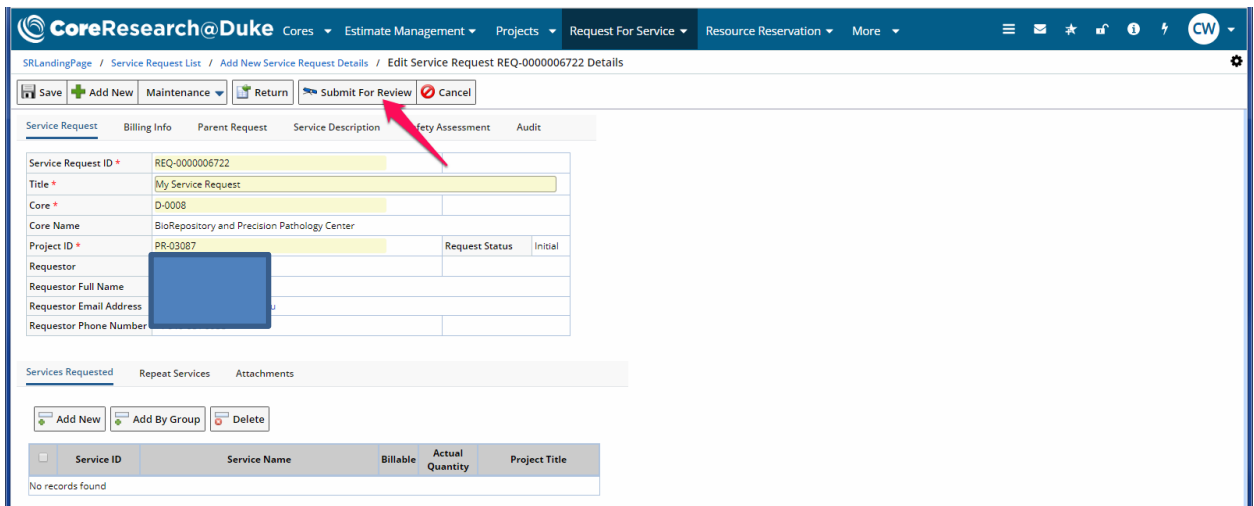 CoreResearch@Duke Cores Estimate Management Projects Request For Service Resource Reservation More CW
SRLandingPage / Service Request List / Add New Service Request Details / Edit Service Request REQ-0000006722 Details
Save Add New Maintenance Return Submit For Review Cancel
Service Request Billing Info Parent Request Service Description Assessment Audit
Service Request ID * REQ-0000006722
Title * My Service Request
Core * D-0008
Core Name BioRepository and Precision Pathology Center
Project ID * PR-03087 Request Status Initial
Requestor
Requestor Full Name
Requestor Email Address
Requestor Phone Number
Services Requested Repeat Services Attachments
Add New Add By Group Delete
Service ID Service Name Billable Actual Quantity Project Title
No records found